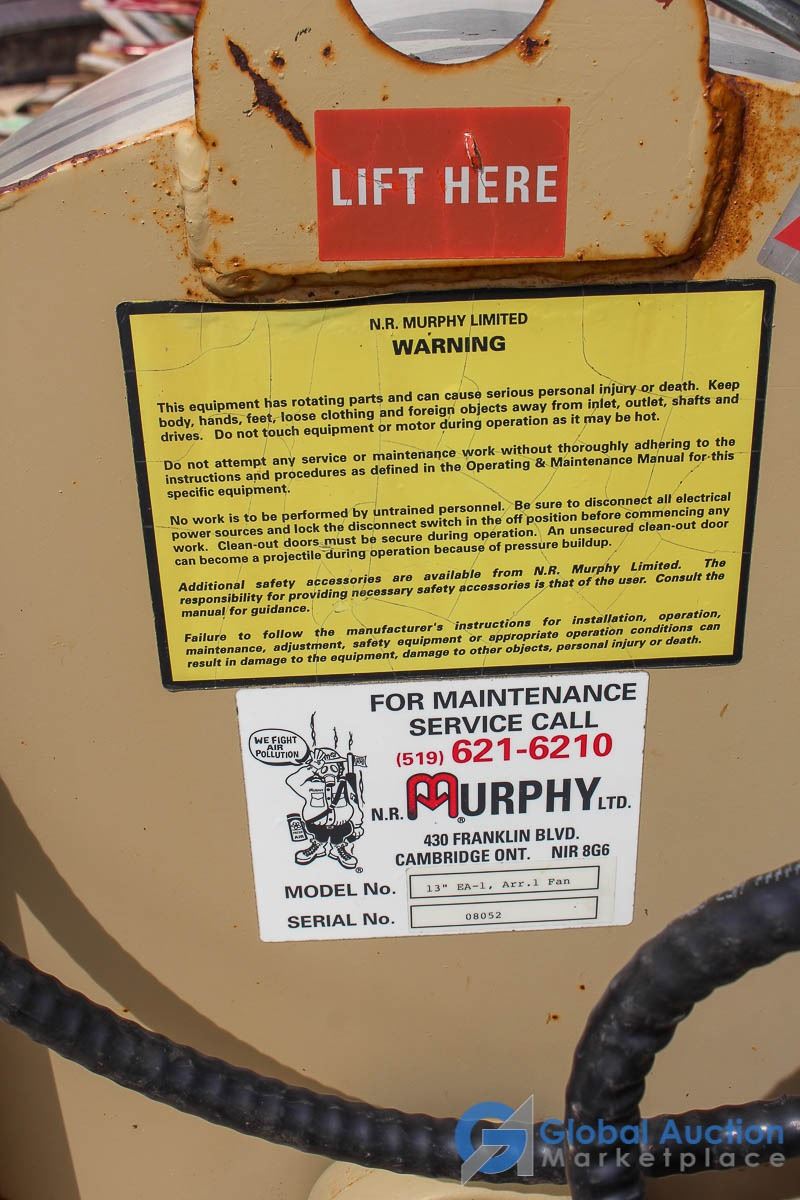 LIFT HERE
N.R. MURPHY LIMITED
WARNING
This equipment has rotating parts and can cause serious personal injury or death. Keep
body, hands, feet, loose clothing and foreign objects away from inlet, outlet, shafts and
drives. Do not touch equipment or motor during operation as it may be hot.
Do not attempt any service or maintenance work without thoroughly adhering to the
instructions and procedures as defined in the Operating & Maintenance Manual for this
specific equipment.
No work is to be performed by untrained personnel. Be sure to disconnect all electrical
power sources and lock the disconnect switch in the off position before commencing any
work. Clean-out doors must be secure during operation. An unsecured clean-out door
can become a projectile during operation because of pressure buildup.
Additional safety accessories are available from N.R. Murphy Limited. The
responsibility for providing necessary safety accessories is that of the user. Consult the
manual for guidance.
Failure to follow the manufacturer's instructions for installation, operation,
maintenance, adjustment, safety equipment or appropriate operation conditions can
result in damage to the equipment, damage to other objects, personal injury or death.
FOR MAINTENANCE
SERVICE CALL
(519) 621-6210
WE FIGHT
AIR
POLLUTION
N.R. MURPHY LTD.
®
430 FRANKLIN BLVD.
CAMBRIDGE ONT. NIR 8G6
®
MODEL No. 13" EA-1, Arr.1 Fan
SERIAL No. 08052
Global Auction
Marketplace